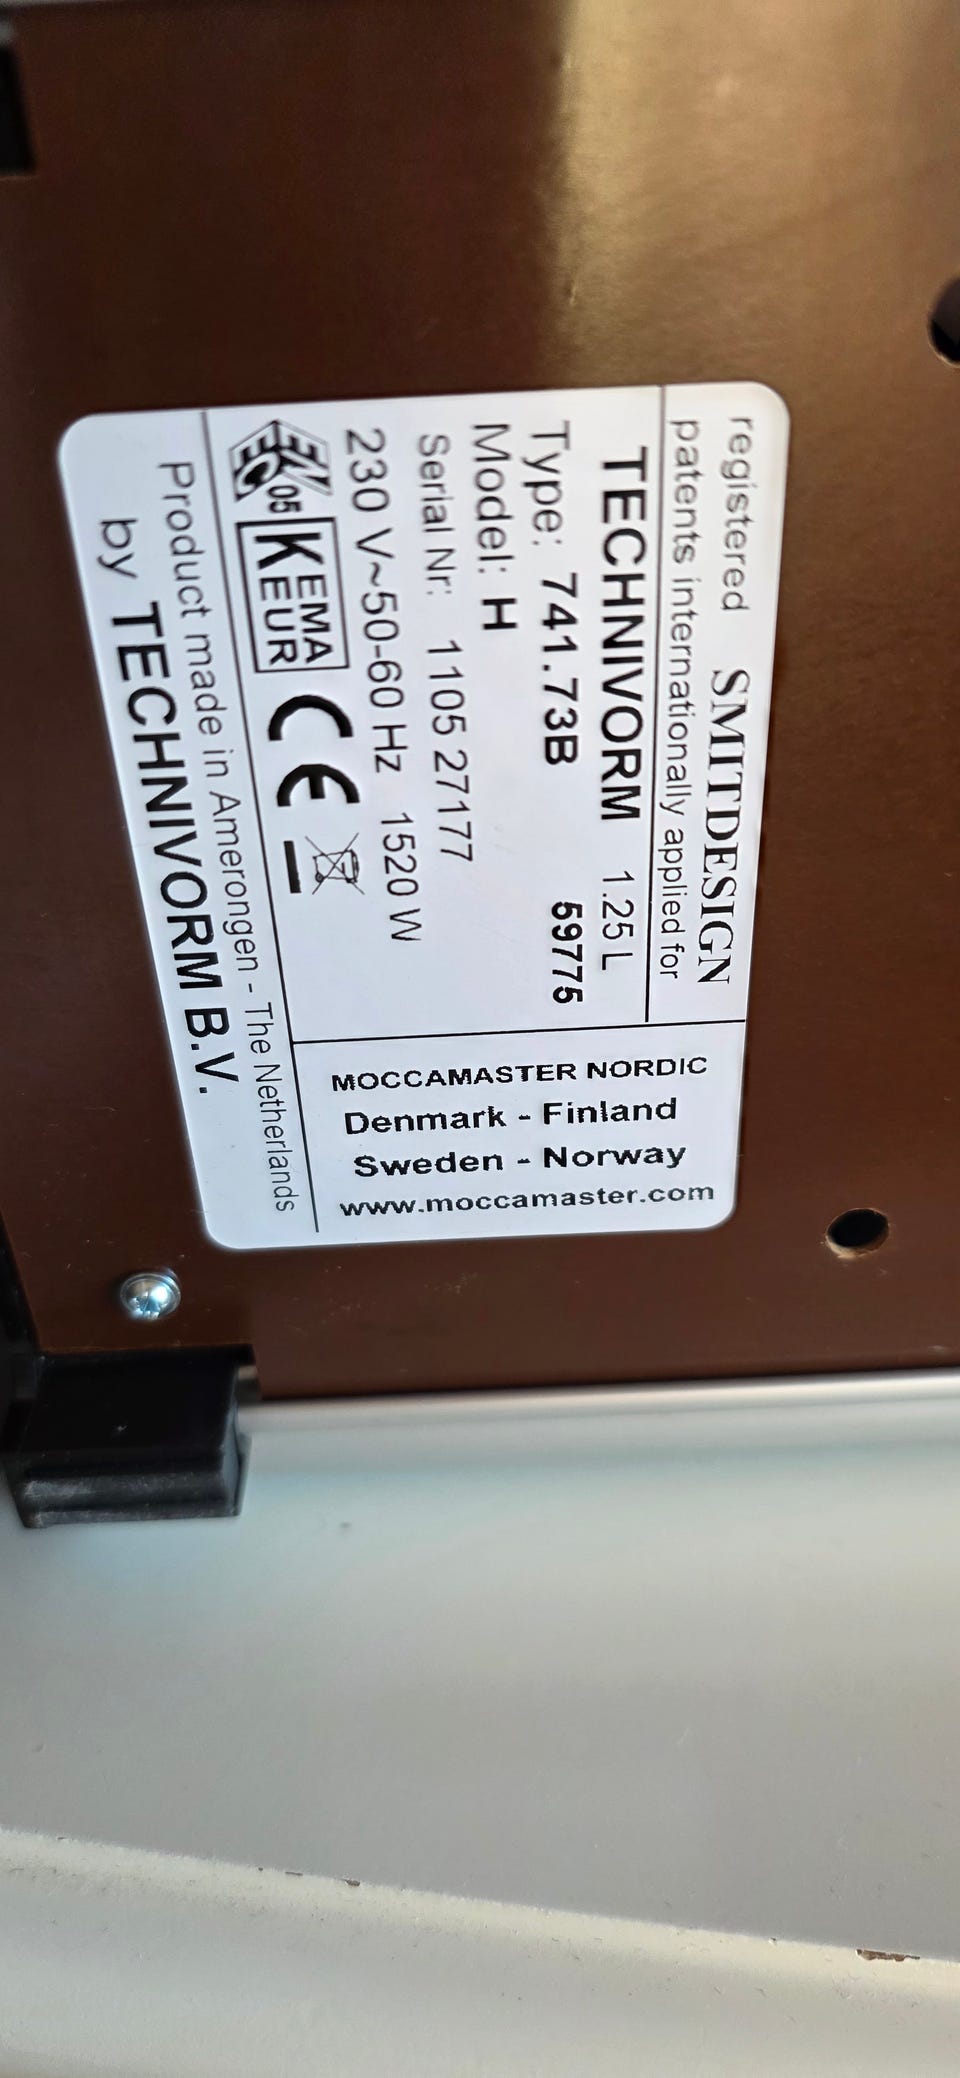 registered SMITDESIGN
patents internationally applied for
TECHNIVORM 1.25 L
Type: 741.73B 59775
Model: H
Serial Nr: 1105 27177
230 V~50-60 Hz 1520 W
05 KEMA KEUR CE
Product made in Amerongen - The Netherlands
by TECHNIVORM B.V.
MOCCAMASTER NORDIC
Denmark - Finland
Sweden - Norway
www.moccamaster.com